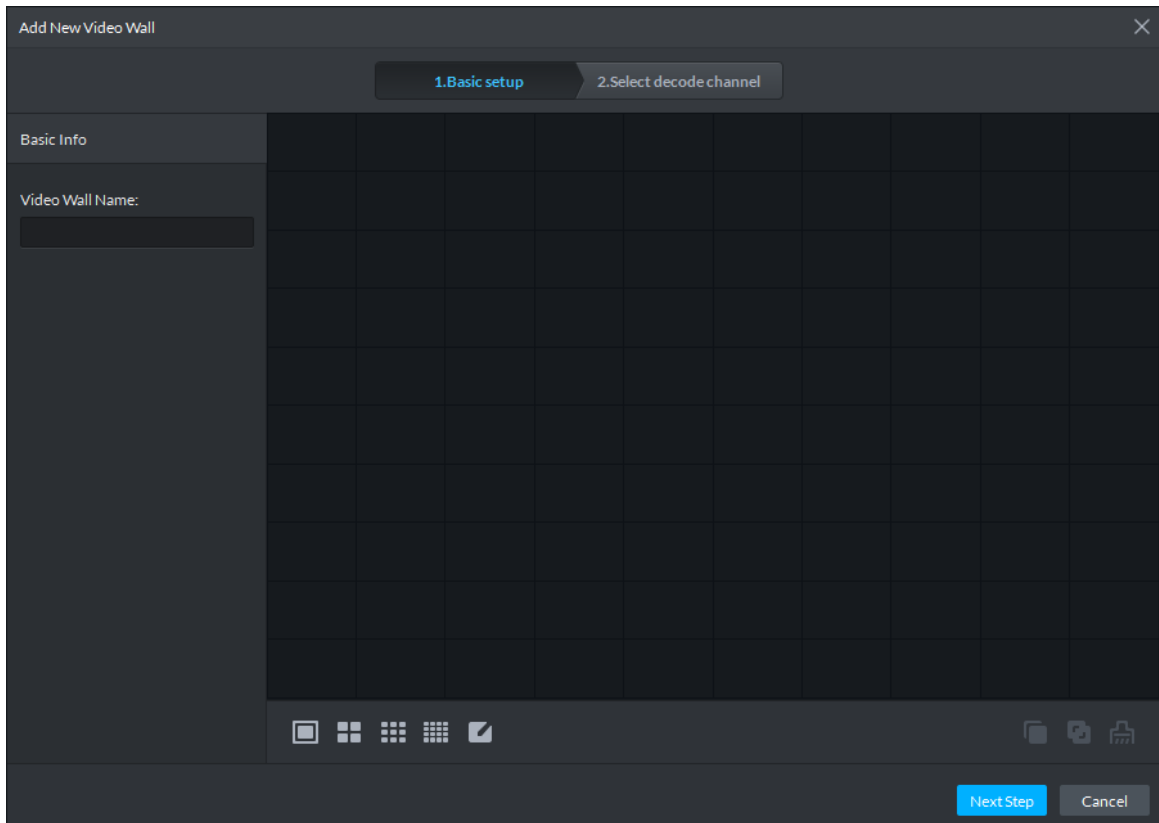 Add New Video Wall
1.Basic setup
2.Select decode channel
Basic Info
Video Wall Name:
Next Step
Cancel